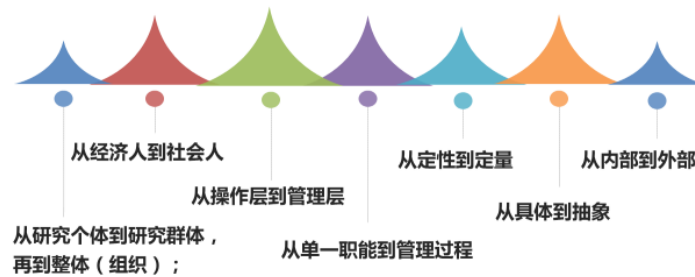 从经济人到社会人
从定性到定量
从内部到外部
从操作层到管理层
从具体到抽象
从研究个体到研究群体，
再到整体（组织）；
从单一职能到管理过程